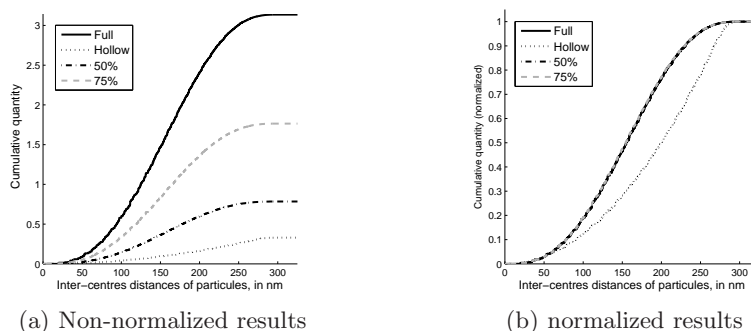 Full
Hollow
50%
75%
3
2.5
2
1.5
1
0.5
0
0 50 100 150 200 250 300
Cumulative quantity
Inter−centres distances of particules, in nm
(a) Non-normalized results
Full
Hollow
50%
75%
1
0.9
0.8
0.7
0.6
0.5
0.4
0.3
0.2
0.1
0
0 50 100 150 200 250 300
Cumulative quantity (normalized)
Inter−centres distances of particules, in nm
(b) normalized results